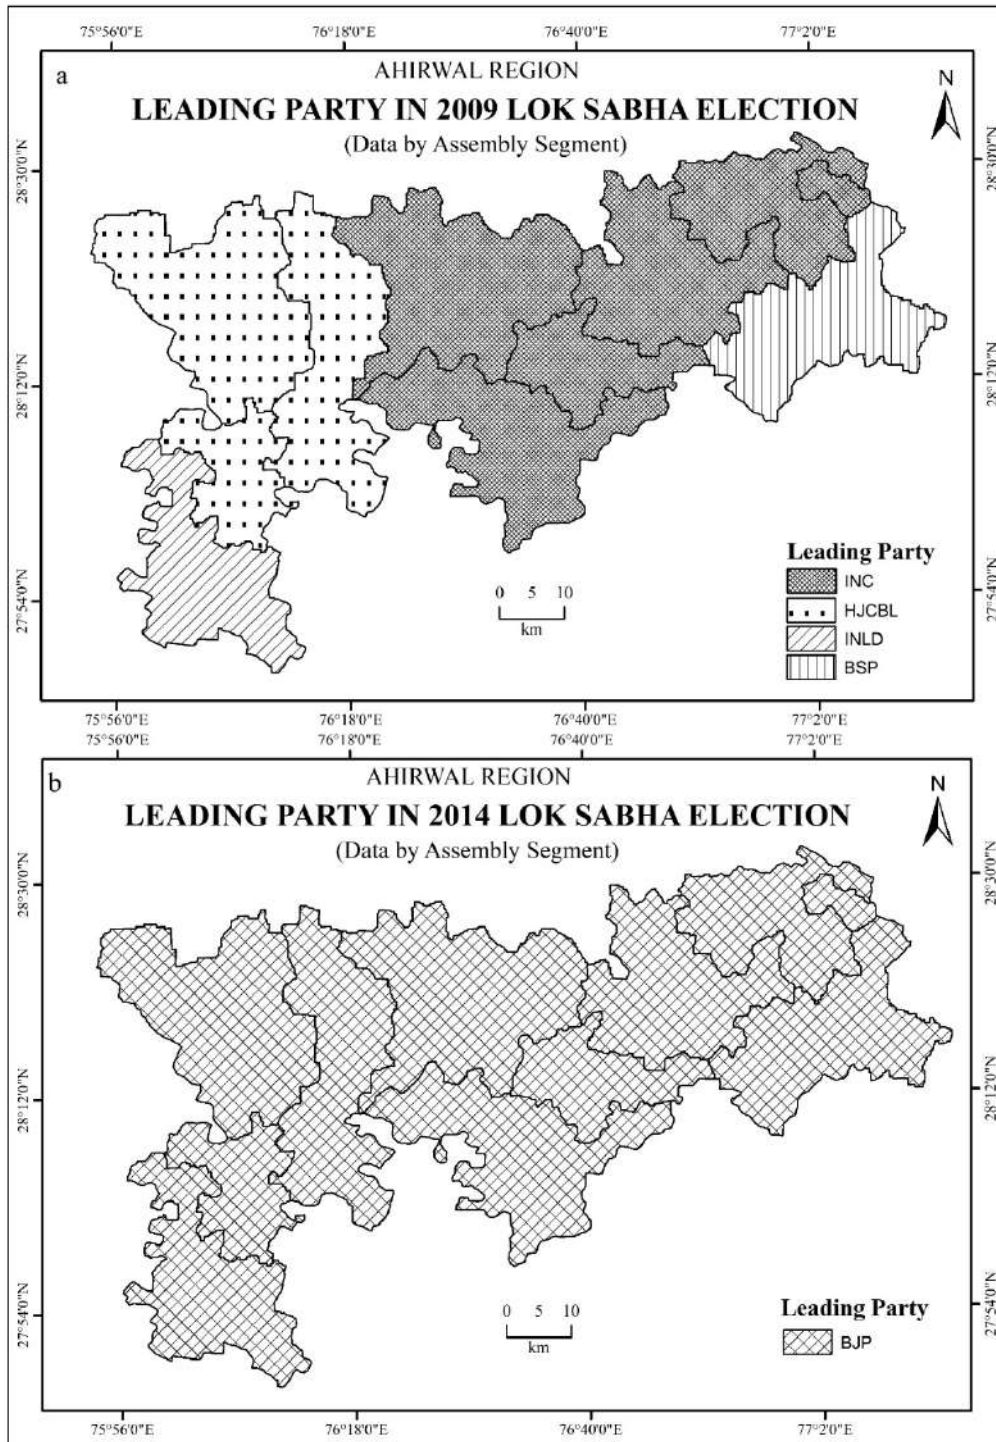 75°56'0"E 76°18'0"E 76°40'0"E 77°2'0"E
a
AHIRWAL REGION
N
LEADING PARTY IN 2009 LOK SABHA ELECTION
(Data by Assembly Segment)
28°30'0"N 28°30'0"N
28°12'0"N 28°12'0"N
27°54'0"N 27°54'0"N
0 5 10
km
Leading Party
INC
HJCBL
INLD
BSP
75°56'0"E 76°18'0"E 76°40'0"E 77°2'0"E
75°56'0"E 76°18'0"E 76°40'0"E 77°2'0"E
b
AHIRWAL REGION
N
LEADING PARTY IN 2014 LOK SABHA ELECTION
(Data by Assembly Segment)
28°30'0"N 28°30'0"N
28°12'0"N 28°12'0"N
27°54'0"N 27°54'0"N
0 5 10
km
Leading Party
BJP
75°56'0"E 76°18'0"E 76°40'0"E 77°2'0"E